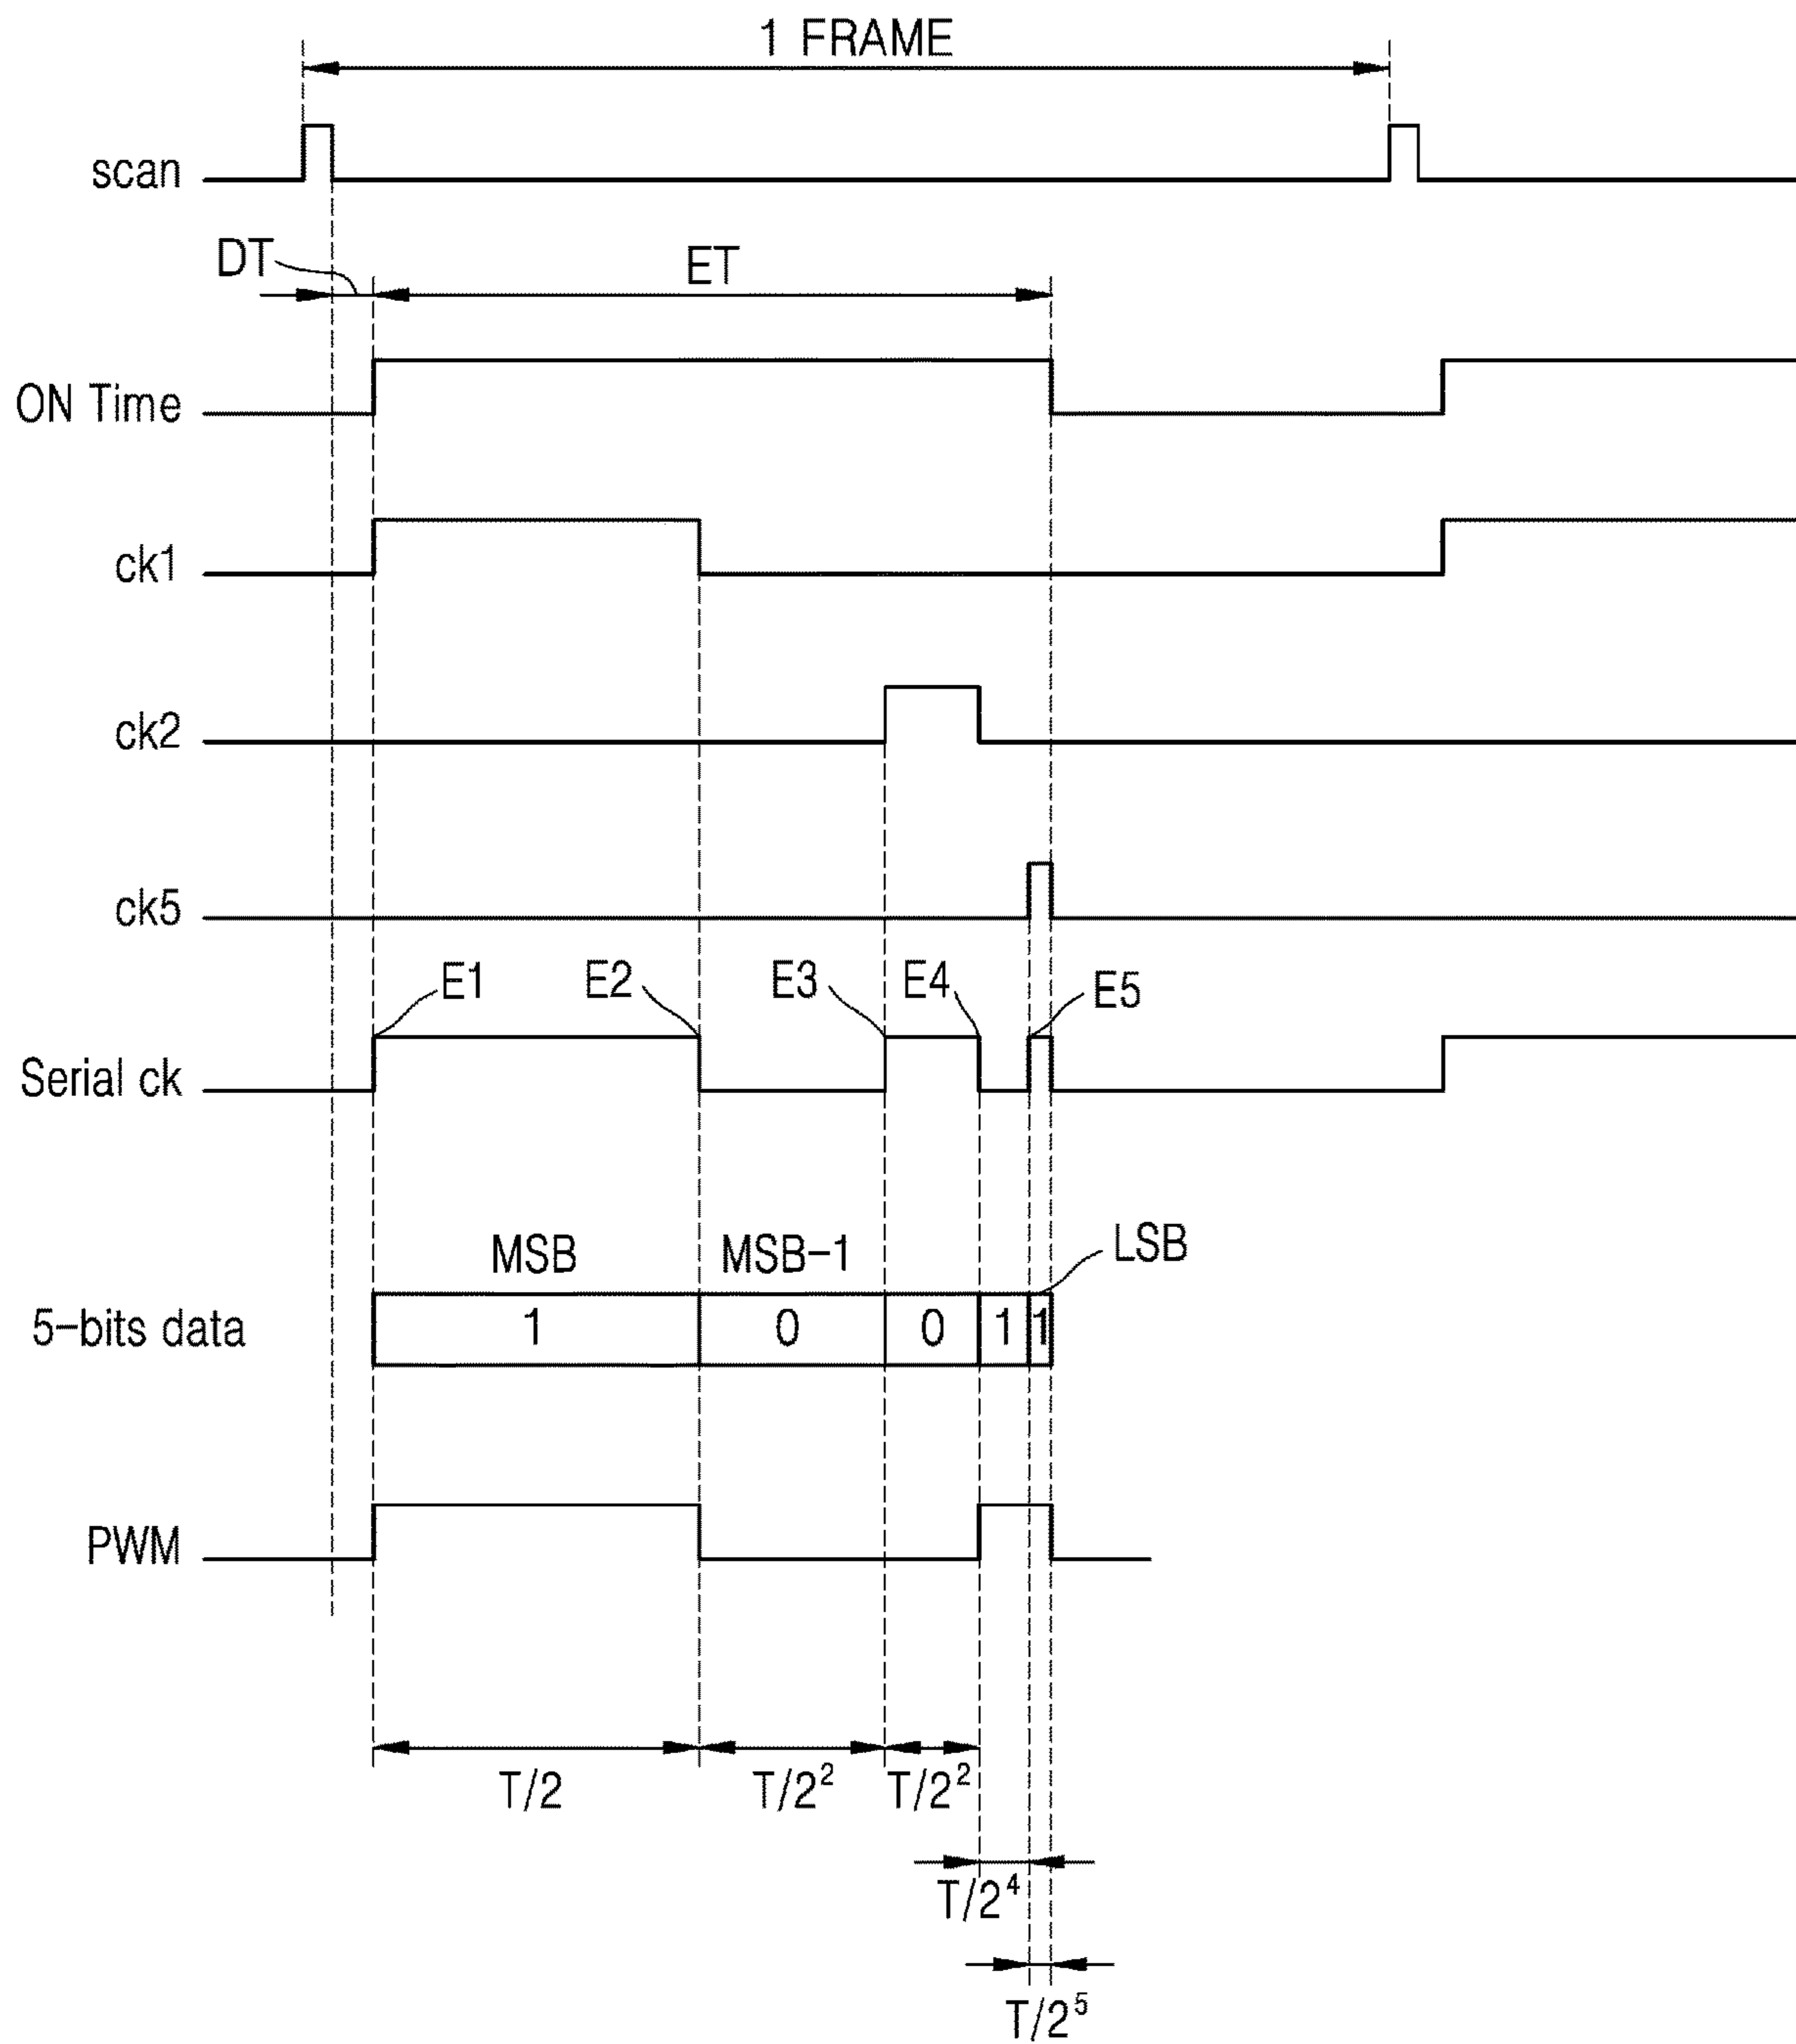 1 FRAME
scan
DT
ET
ON Time
ck1
ck2
ck5
E1
E2
E3
E4
E5
Serial ck
MSB
MSB-1
LSB
5-bits data
1
0
0
1
1
PWM
T/2
T/2²
T/2²
T/2⁴
T/2⁵